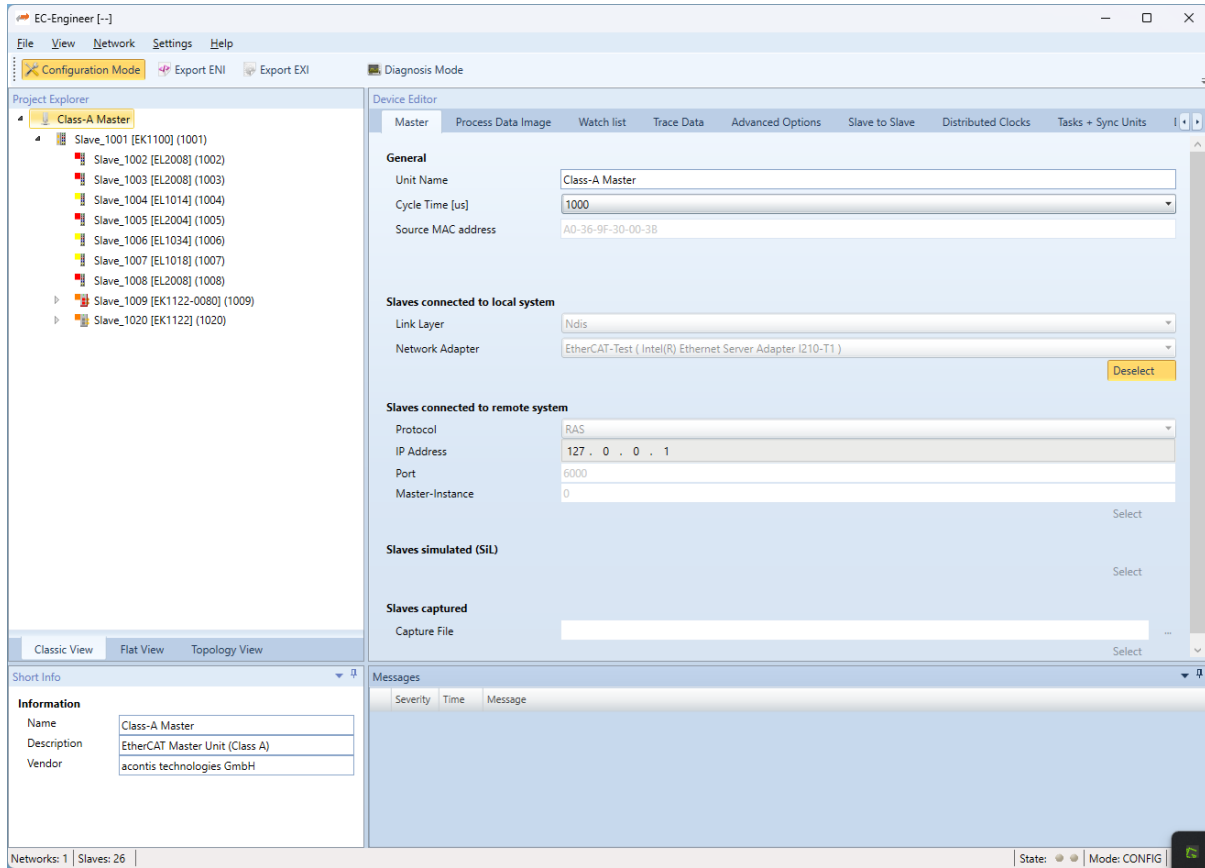 EC-Engineer [--]
File View Network Settings Help
Configuration Mode Export ENI Export EXI Diagnosis Mode
Project Explorer
Class-A Master
Slave_1001 [EK1100] (1001)
Slave_1002 [EL2008] (1002)
Slave_1003 [EL2008] (1003)
Slave_1004 [EL1014] (1004)
Slave_1005 [EL2004] (1005)
Slave_1006 [EL1034] (1006)
Slave_1007 [EL1018] (1007)
Slave_1008 [EL2008] (1008)
Slave_1009 [EK1122-0080] (1009)
Slave_1020 [EK1122] (1020)
Classic View Flat View Topology View
Device Editor
Master Process Data Image Watch list Trace Data Advanced Options Slave to Slave Distributed Clocks Tasks + Sync Units
General
Unit Name Class-A Master
Cycle Time [us] 1000
Source MAC address A0-36-9F-30-00-3B
Slaves connected to local system
Link Layer Ndis
Network Adapter EtherCAT-Test ( Intel(R) Ethernet Server Adapter I210-T1 )
Deselect
Slaves connected to remote system
Protocol RAS
IP Address 127 . 0 . 0 . 1
Port 6000
Master-Instance 0
Select
Slaves simulated (SiL)
Select
Slaves captured
Capture File ...
Select
Short Info
Information
Name Class-A Master
Description EtherCAT Master Unit (Class A)
Vendor acontis technologies GmbH
Messages
Severity Time Message
Networks: 1 Slaves: 26 State: Mode: CONFIG